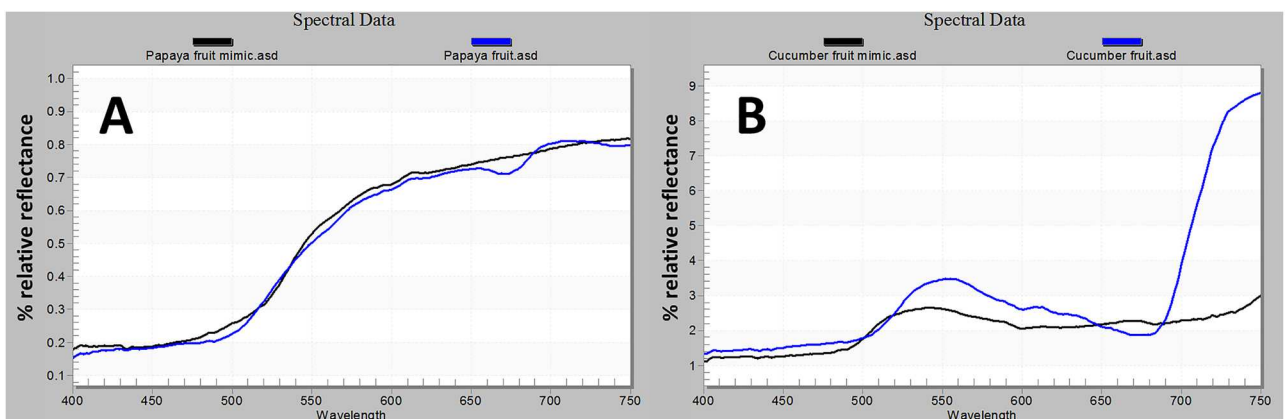 Spectral Data
Papaya fruit mimic.asd Papaya fruit.asd
A
% relative reflectance
1.0
0.9
0.8
0.7
0.6
0.5
0.4
0.3
0.2
0.1
400 450 500 550 600 650 700 750
Wavelength
Spectral Data
Cucumber fruit mimic.asd Cucumber fruit.asd
B
% relative reflectance
9
8
7
6
5
4
3
2
1
400 450 500 550 600 650 700 750
Wavelength